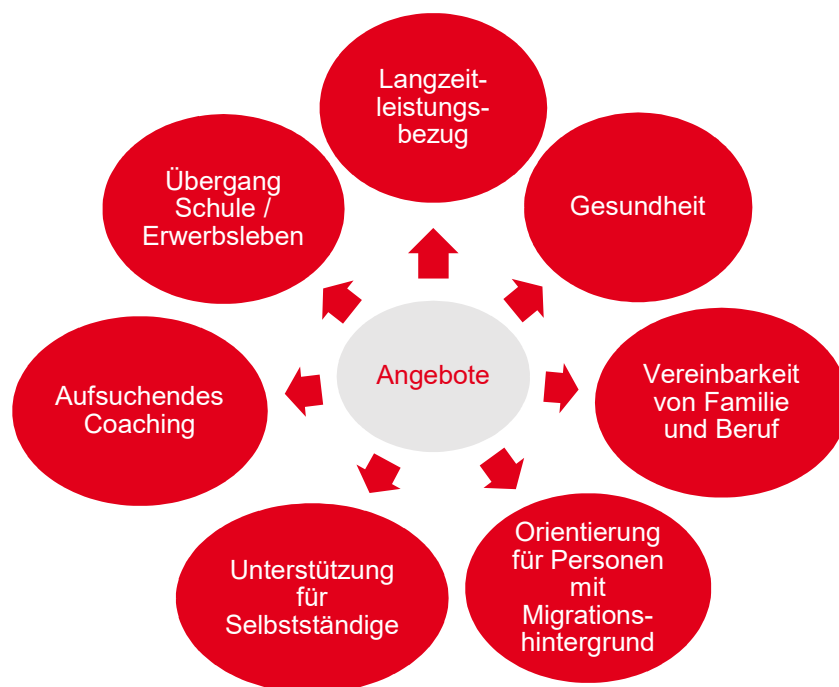 Langzeit-
leistungs-
bezug
Gesundheit
Vereinbarkeit
von Familie
und Beruf
Orientierung
für Personen
mit
Migrations-
hintergrund
Unterstützung
für
Selbstständige
Aufsuchendes
Coaching
Übergang
Schule /
Erwerbsleben
Angebote